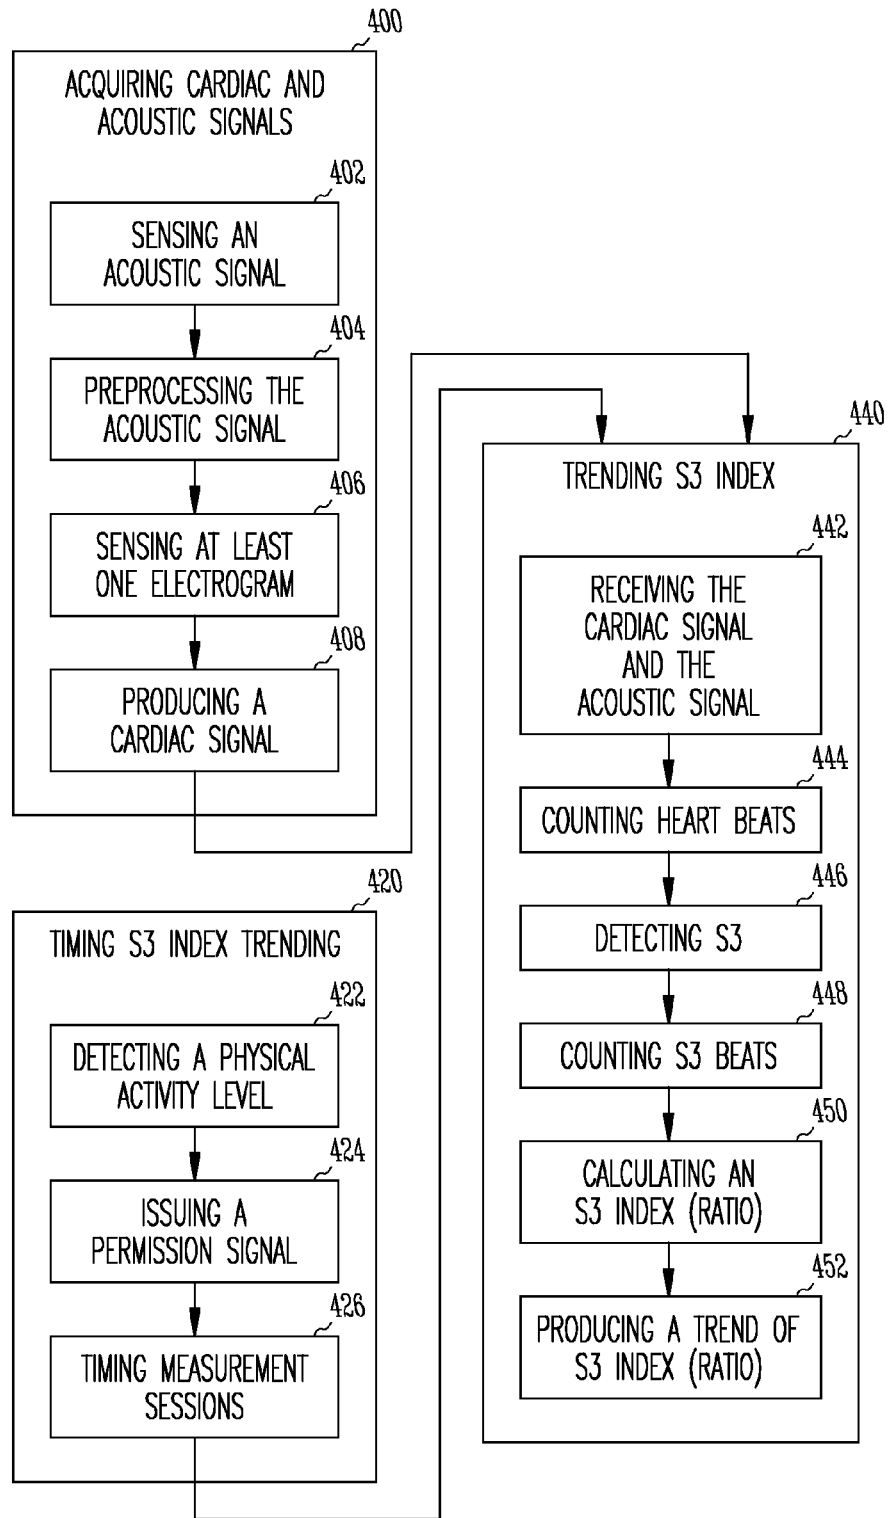 400
ACQUIRING CARDIAC AND
ACOUSTIC SIGNALS
402
SENSING AN
ACOUSTIC SIGNAL
404
PREPROCESSING THE
ACOUSTIC SIGNAL
406
SENSING AT LEAST
ONE ELECTROGRAM
408
PRODUCING A
CARDIAC SIGNAL
420
TIMING S3 INDEX TRENDING
422
DETECTING A PHYSICAL
ACTIVITY LEVEL
424
ISSUING A
PERMISSION SIGNAL
426
TIMING MEASUREMENT
SESSIONS
440
TRENDING S3 INDEX
442
RECEIVING THE
CARDIAC SIGNAL
AND THE
ACOUSTIC SIGNAL
444
COUNTING HEART BEATS
446
DETECTING S3
448
COUNTING S3 BEATS
450
CALCULATING AN
S3 INDEX (RATIO)
452
PRODUCING A TREND OF
S3 INDEX (RATIO)